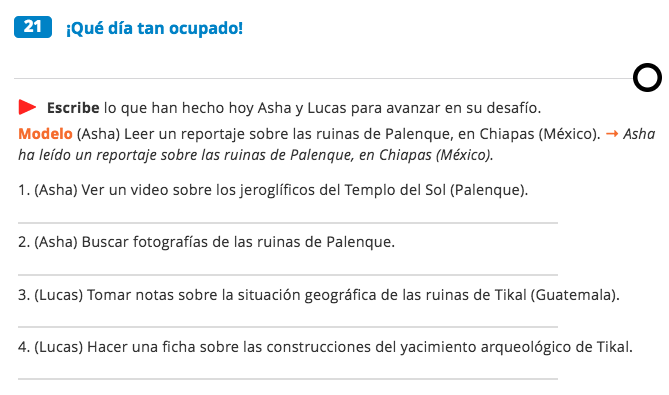 21 ¡Qué día tan ocupado!
Escribe lo que han hecho hoy Asha y Lucas para avanzar en su desafío.
Modelo (Asha) Leer un reportaje sobre las ruinas de Palenque, en Chiapas (México). → Asha
ha leído un reportaje sobre las ruinas de Palenque, en Chiapas (México).
1. (Asha) Ver un video sobre los jeroglíficos del Templo del Sol (Palenque).
2. (Asha) Buscar fotografías de las ruinas de Palenque.
3. (Lucas) Tomar notas sobre la situación geográfica de las ruinas de Tikal (Guatemala).
4. (Lucas) Hacer una ficha sobre las construcciones del yacimiento arqueológico de Tikal.